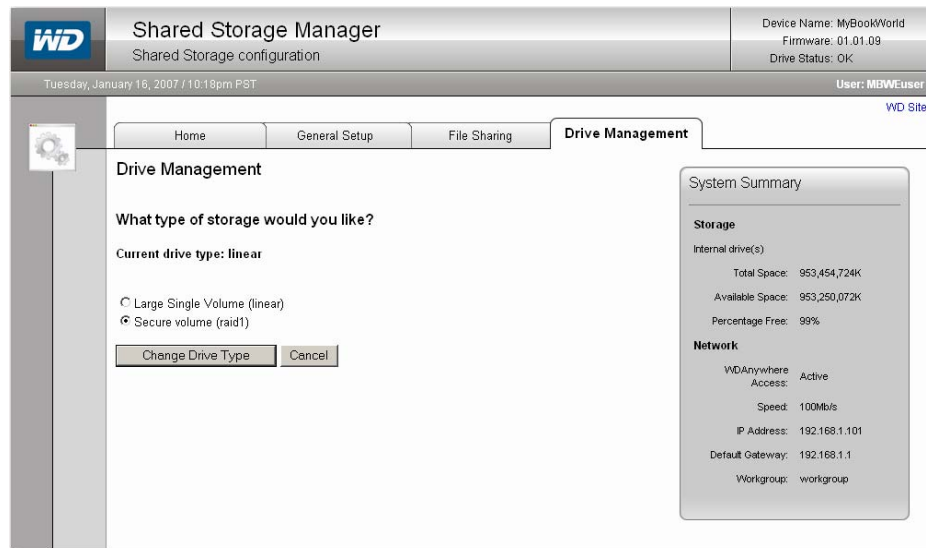 WD
Shared Storage Manager
Shared Storage configuration
Device Name: MyBookWorld
Firmware: 01.01.09
Drive Status: OK
Tuesday, January 16, 2007 / 10:18pm PST
User: MBWEuser
WD Site
Home
General Setup
File Sharing
Drive Management
Drive Management
What type of storage would you like?
Current drive type: linear
Large Single Volume (linear)
Secure volume (raid1)
Change Drive Type
Cancel
System Summary
Storage
Internal drive(s)
Total Space: 953,454,724K
Available Space: 953,250,072K
Percentage Free: 99%
Network
WDAnywhere Access: Active
Speed: 100Mb/s
IP Address: 192.168.1.101
Default Gateway: 192.168.1.1
Workgroup: workgroup